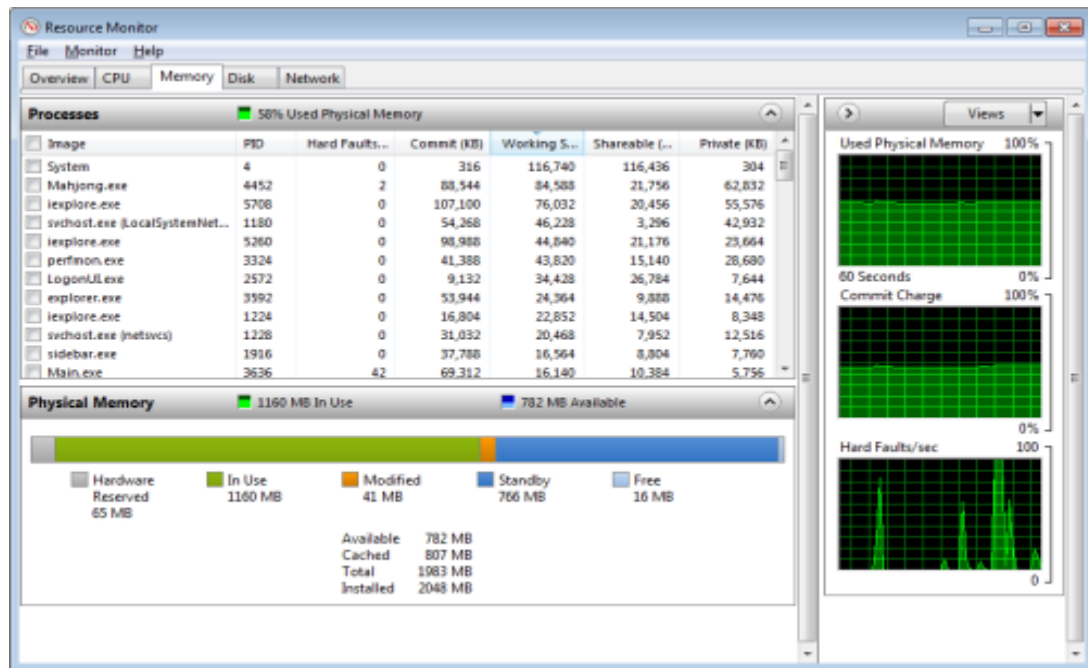 Resource Monitor
File Monitor Help
Overview CPU Memory Disk Network
Processes 58% Used Physical Memory
Image PID Hard Faults... Commit (KB) Working S... Shareable (... Private (KB)
System 4 0 316 116,740 116,436 304
Mahjong.exe 4452 2 88,544 84,588 21,756 62,832
iexplore.exe 5708 0 107,100 76,032 20,456 55,576
svchost.exe (LocalSystemNet... 1180 0 54,268 46,228 3,296 42,932
iexplore.exe 5260 0 98,988 44,840 21,176 23,664
perfmon.exe 3324 0 41,388 43,820 15,140 28,680
LogonUI.exe 2572 0 9,132 34,428 26,784 7,644
explorer.exe 3592 0 53,944 24,364 9,888 14,476
iexplore.exe 1224 0 16,804 22,852 14,504 8,348
svchost.exe (netsvcs) 1228 0 31,032 20,468 7,952 12,516
sidebar.exe 1916 0 37,788 16,564 8,804 7,760
Main.exe 3636 42 69,312 16,140 10,384 5,756
Physical Memory 1160 MB In Use 782 MB Available
Hardware In Use Modified Standby Free
Reserved 1160 MB 41 MB 766 MB 16 MB
65 MB
Available 782 MB
Cached 807 MB
Total 1983 MB
Installed 2048 MB
Views
Used Physical Memory 100%
60 Seconds 0%
Commit Charge 100%
0%
Hard Faults/sec 100
0